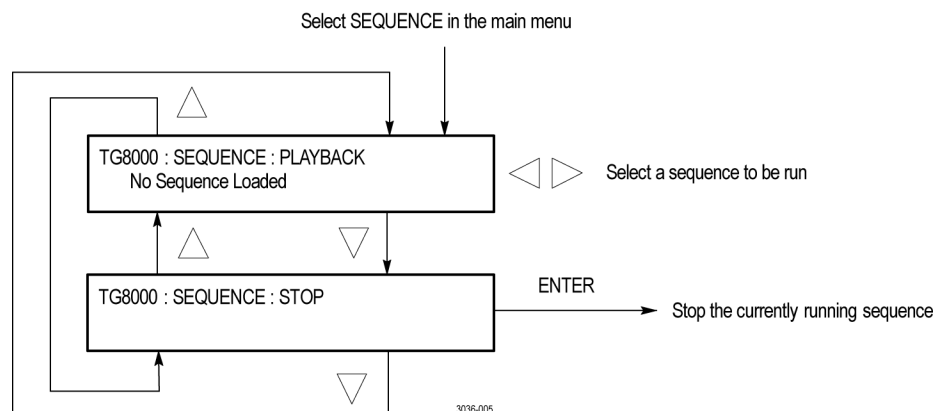 Select SEQUENCE in the main menu
TG8000 : SEQUENCE : PLAYBACK
No Sequence Loaded
Select a sequence to be run
TG8000 : SEQUENCE : STOP
ENTER
Stop the currently running sequence
3036-005